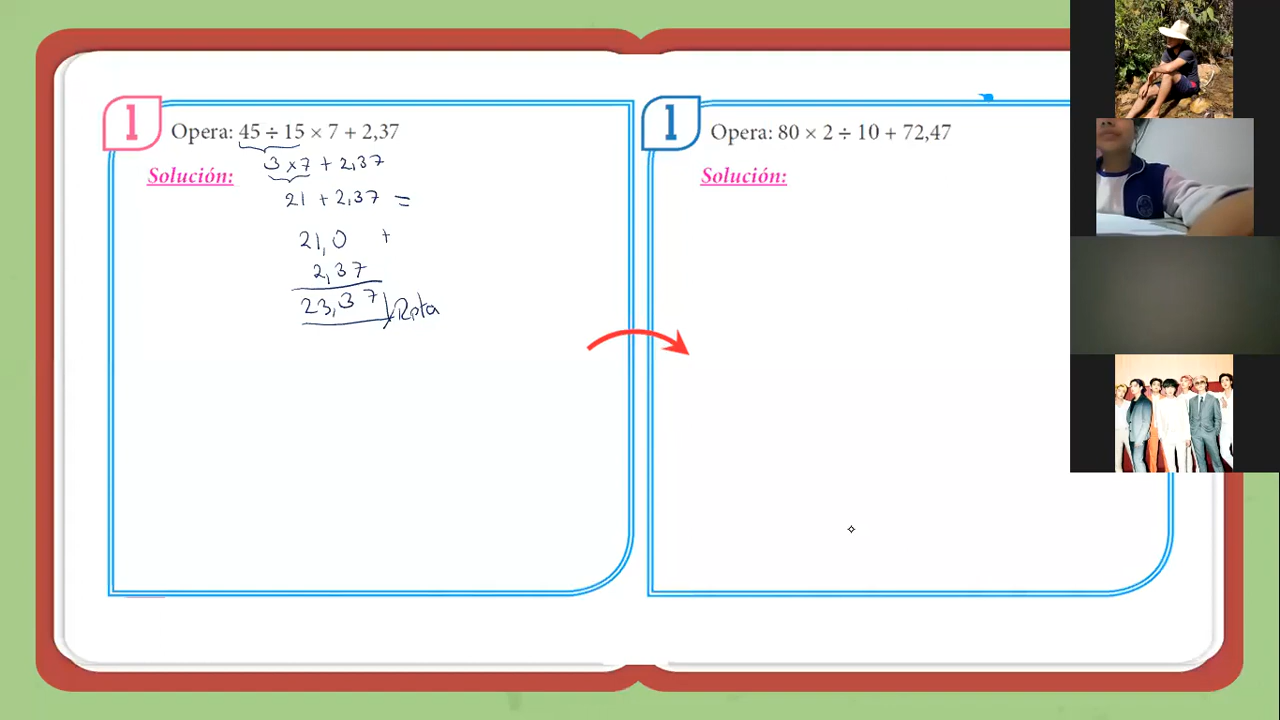 1
Opera: 45 ÷ 15 × 7 + 2,37
3 × 7 + 2,37
Solución:
21 + 2,37 =
21,0 +
2,37
23,37 Rpta
1
Opera: 80 × 2 ÷ 10 + 72,47
Solución: